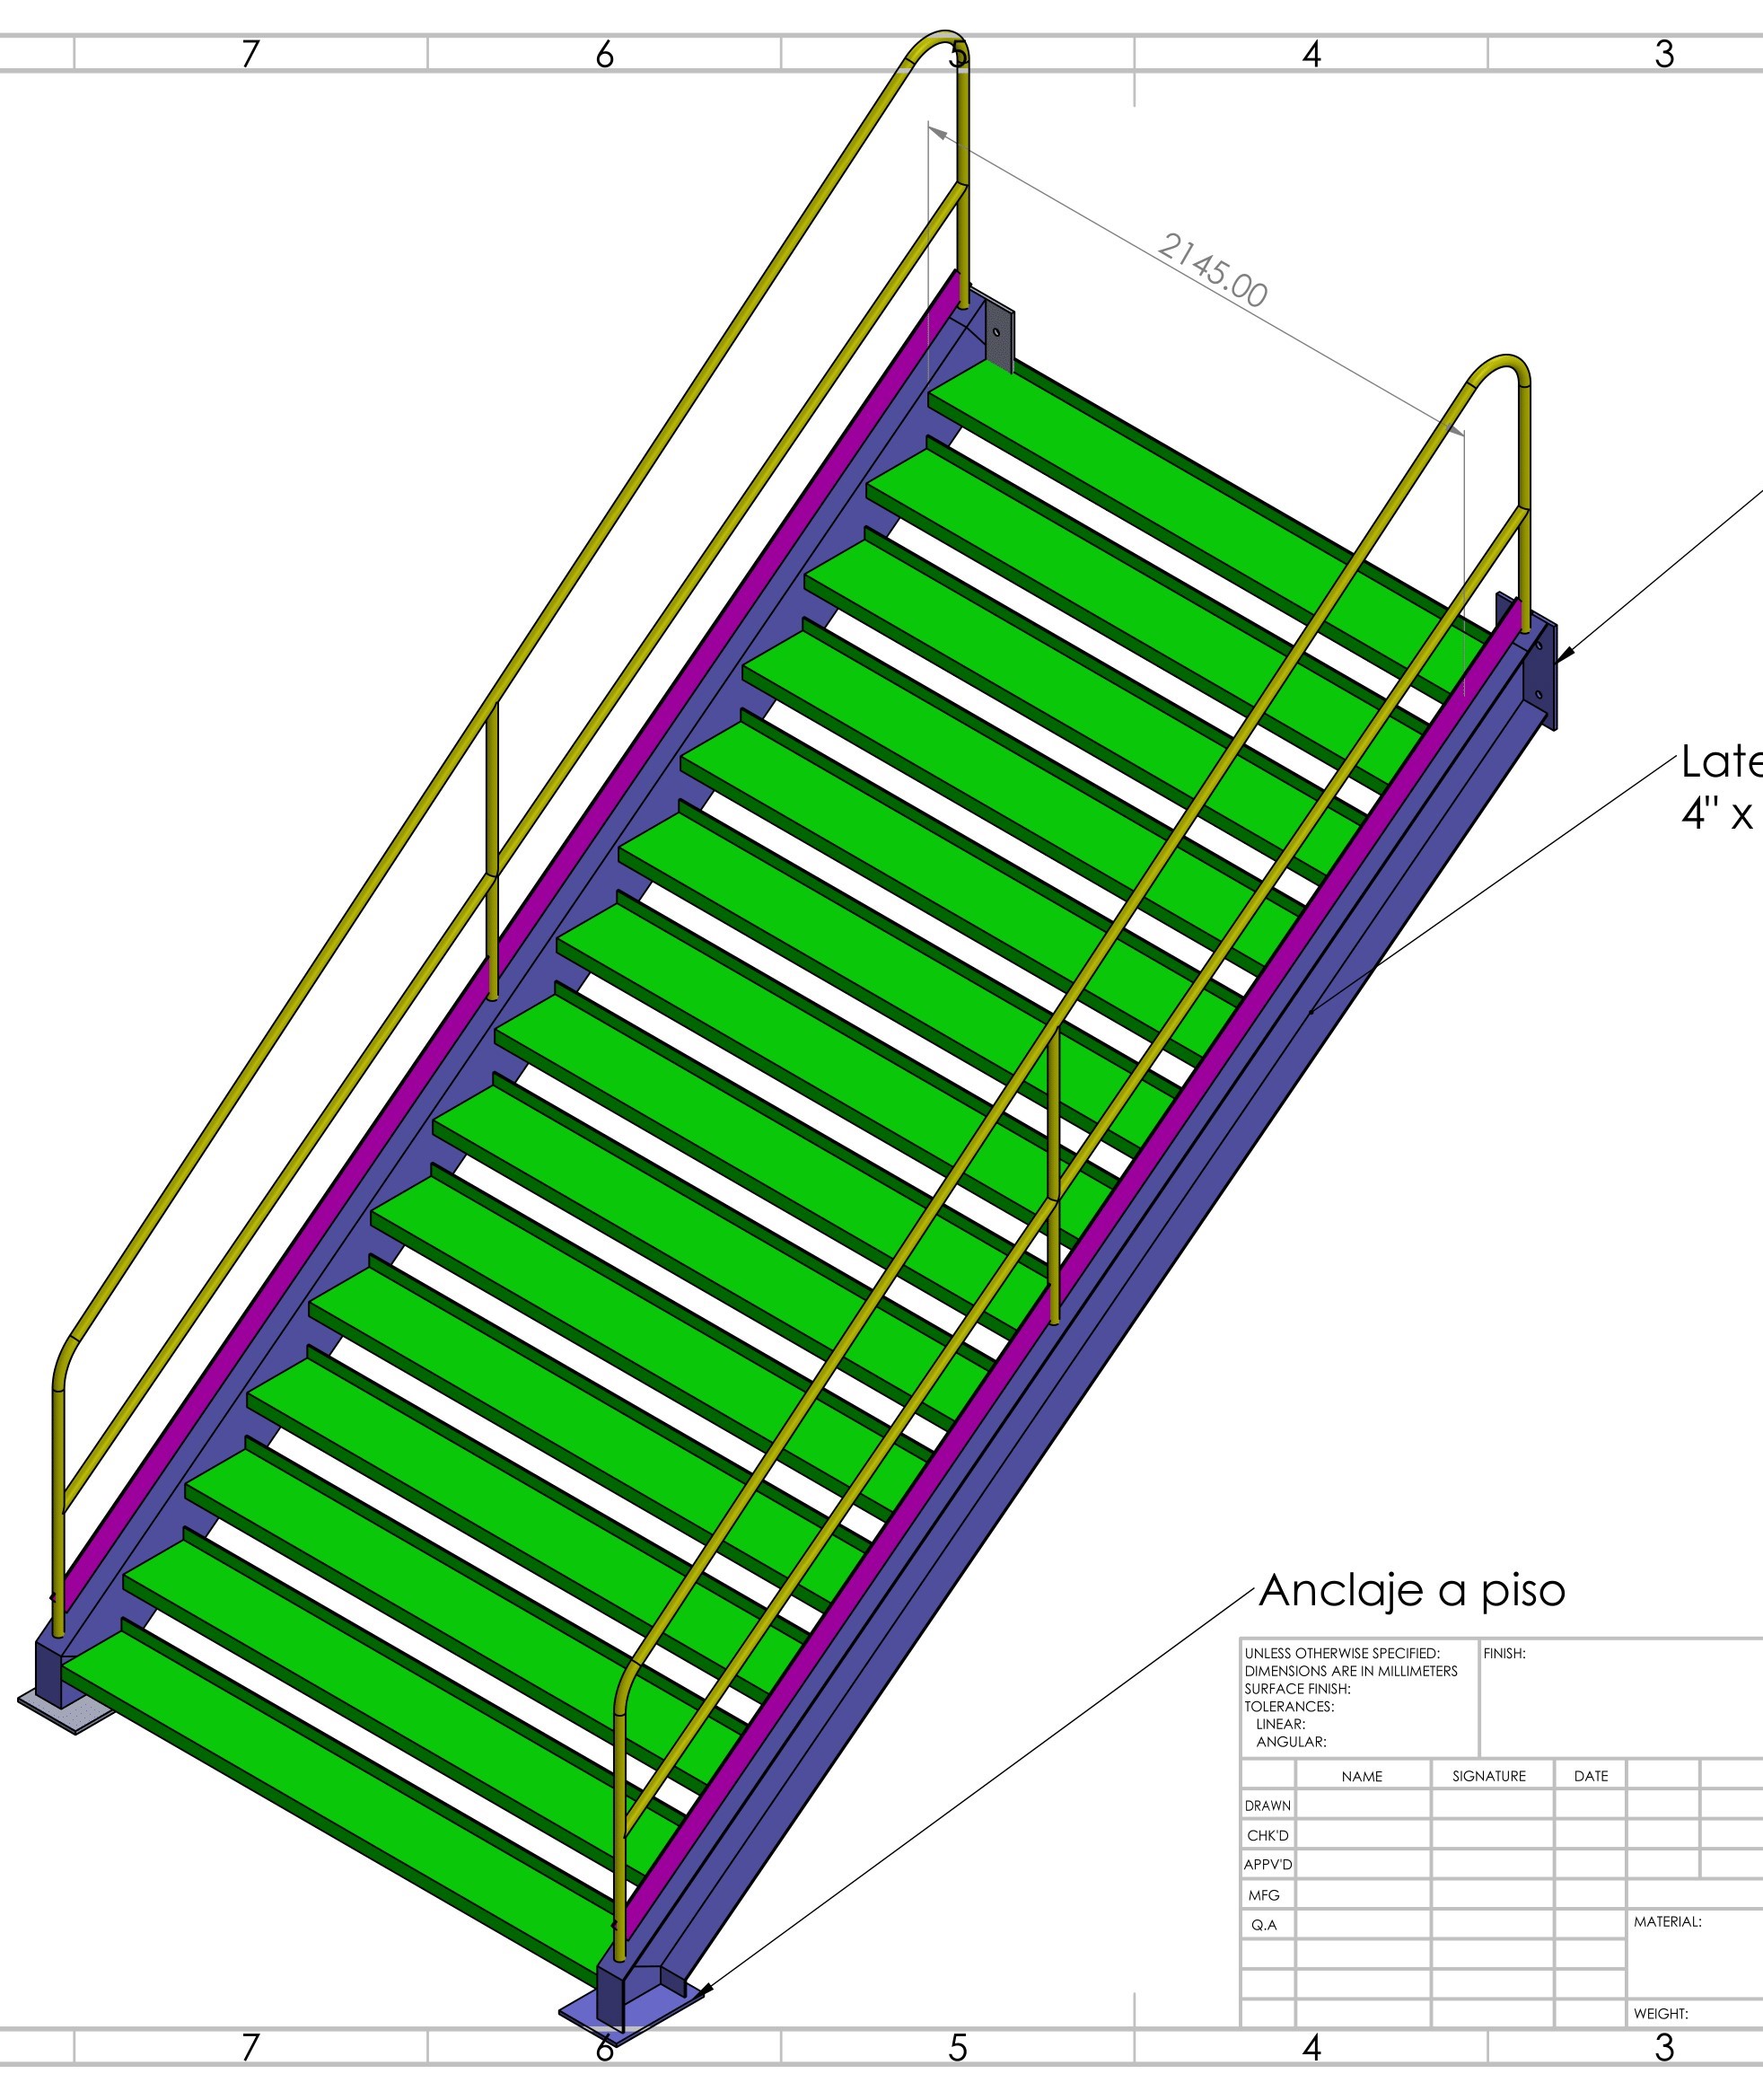 7 6 5 4 3
2145.00
Late
4" x
Anclaje a piso
UNLESS OTHERWISE SPECIFIED:
DIMENSIONS ARE IN MILLIMETERS
SURFACE FINISH:
TOLERANCES:
LINEAR:
ANGULAR:
FINISH:
NAME SIGNATURE DATE
DRAWN
CHK'D
APPV'D
MFG
Q.A
MATERIAL:
WEIGHT:
7 6 5 4 3